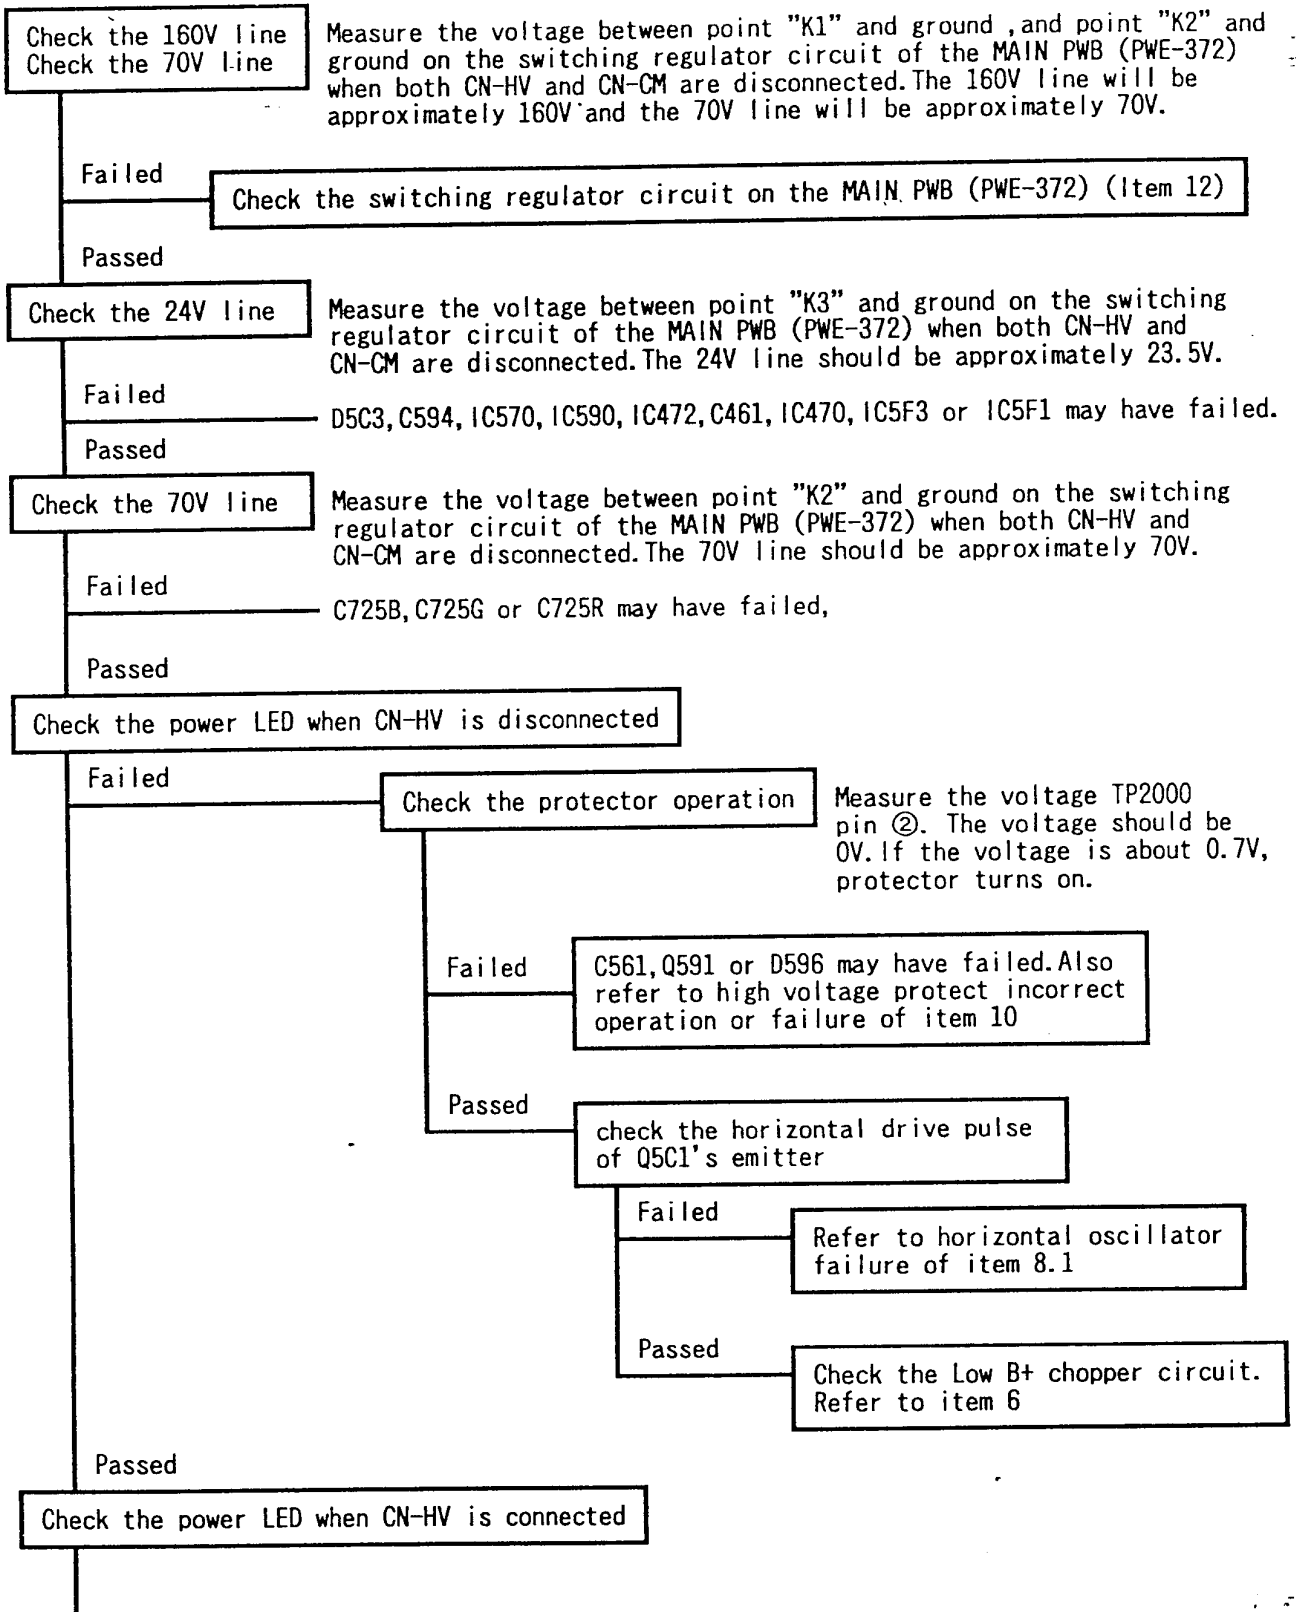 Check the 160V line
Check the 70V line
Measure the voltage between point "K1" and ground ,and point "K2" and
ground on the switching regulator circuit of the MAIN PWB (PWE-372)
when both CN-HV and CN-CM are disconnected.The 160V line will be
approximately 160V and the 70V line will be approximately 70V.
Failed
Check the switching regulator circuit on the MAIN PWB (PWE-372) (Item 12)
Passed
Check the 24V line
Measure the voltage between point "K3" and ground on the switching
regulator circuit of the MAIN PWB (PWE-372) when both CN-HV and
CN-CM are disconnected.The 24V line should be approximately 23.5V.
Failed
D5C3,C594,IC570,IC590,IC472,C461,IC470,IC5F3 or IC5F1 may have failed.
Passed
Check the 70V line
Measure the voltage between point "K2" and ground on the switching
regulator circuit of the MAIN PWB (PWE-372) when both CN-HV and
CN-CM are disconnected.The 70V line should be approximately 70V.
Failed
C725B,C725G or C725R may have failed,
Passed
Check the power LED when CN-HV is disconnected
Failed
Check the protector operation
Measure the voltage TP2000
pin ②. The voltage should be
0V.If the voltage is about 0.7V,
protector turns on.
Failed
C561,Q591 or D596 may have failed.Also
refer to high voltage protect incorrect
operation or failure of item 10
Passed
check the horizontal drive pulse
of Q5C1's emitter
Failed
Refer to horizontal oscillator
failure of item 8.1
Passed
Check the Low B+ chopper circuit.
Refer to item 6
Passed
Check the power LED when CN-HV is connected